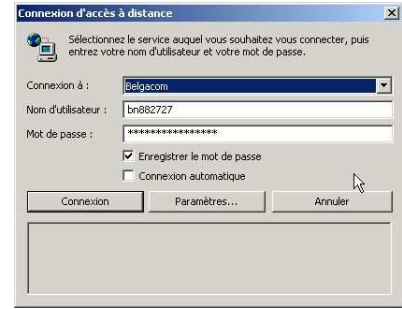 Connexion d'accès à distance
Sélectionnez le service auquel vous souhaitez vous connecter, puis
entrez votre nom d'utilisateur et votre mot de passe.
Connexion à : Belgacom
Nom d'utilisateur : bn882727
Mot de passe : ****************
Enregistrer le mot de passe
Connexion automatique
Connexion Paramètres... Annuler